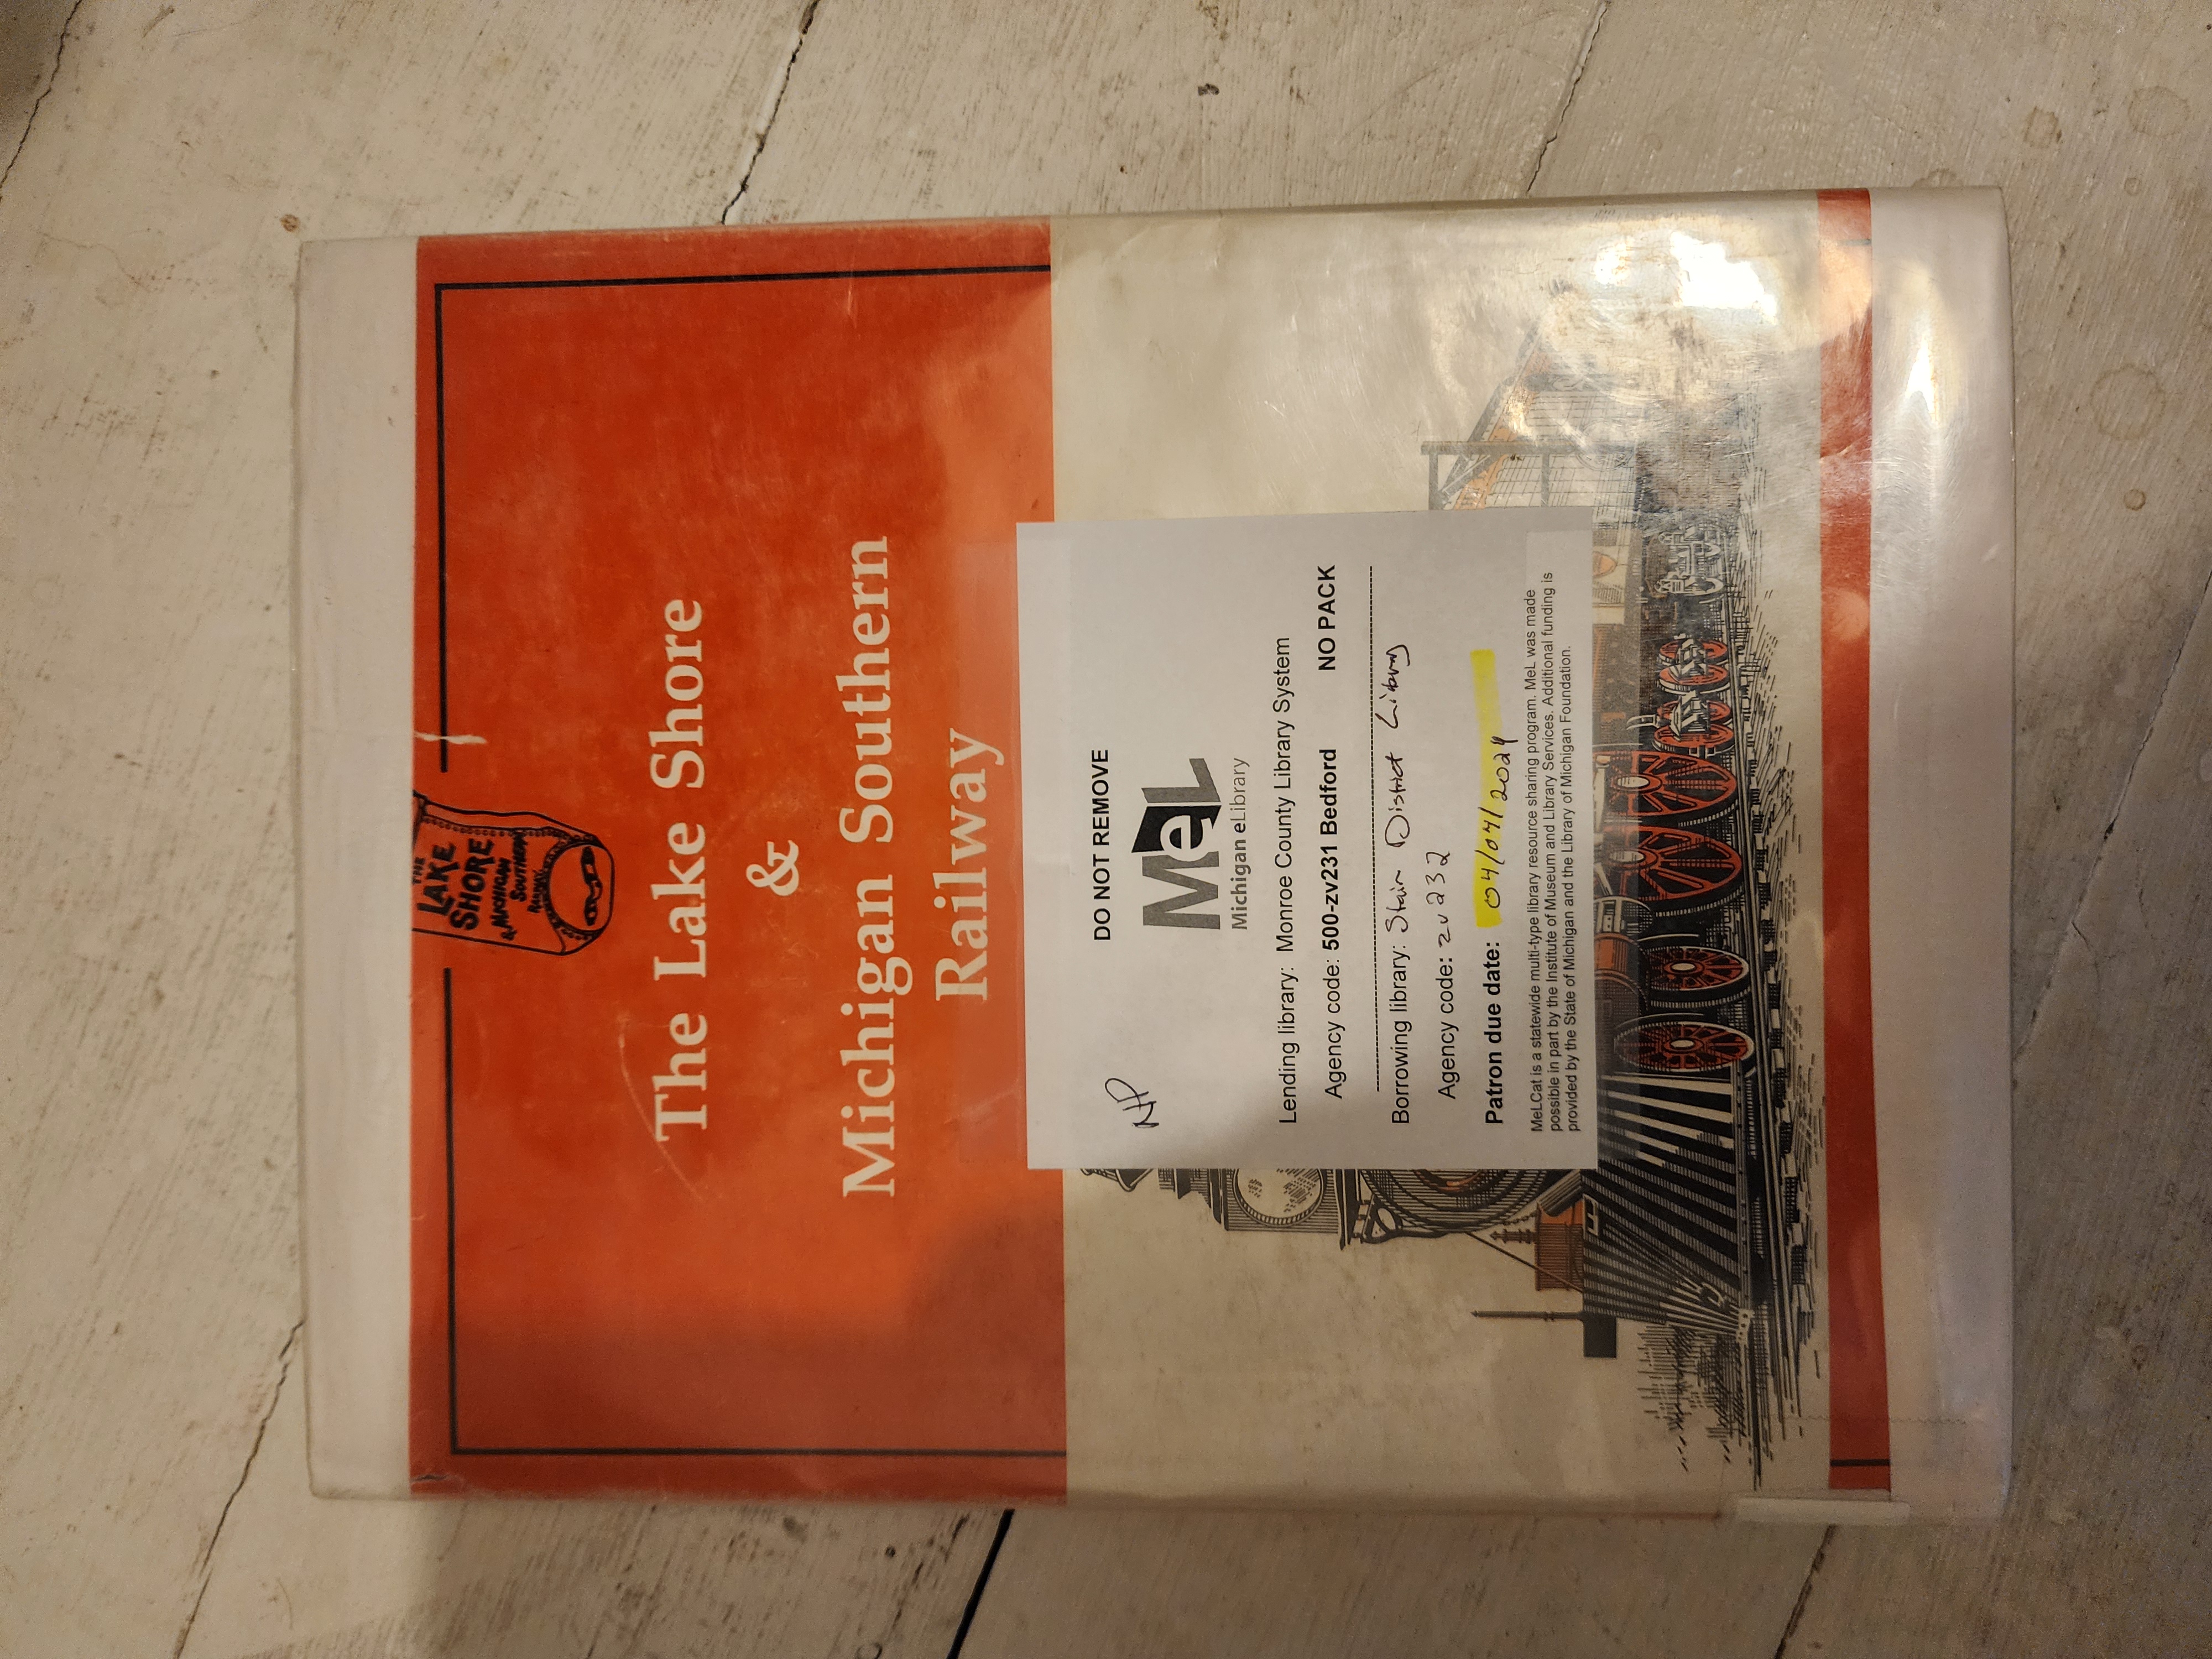 THE
LAKE
SHORE
& MICHIGAN
SOUTHERN
RAILWAY
The Lake Shore
&
Michigan Southern
Railway
DO NOT REMOVE
NP
MeL
Michigan eLibrary
Lending library: Monroe County Library System
Agency code: 500-zv231 Bedford NO PACK
Borrowing library: Stair District Library
Agency code: zv232
Patron due date: 04/04/2024
MeLCat is a statewide multi-type library resource sharing program. MeL was made
possible in part by the Institute of Museum and Library Services. Additional funding is
provided by the State of Michigan and the Library of Michigan Foundation.